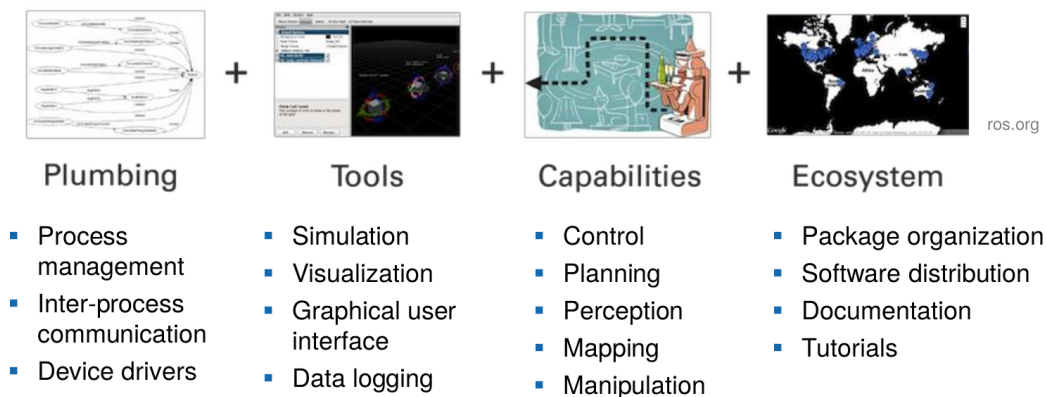 + + +
ros.org
Plumbing
Tools
Capabilities
Ecosystem
▪ Process
management
▪ Inter-process
communication
▪ Device drivers
▪ Simulation
▪ Visualization
▪ Graphical user
interface
▪ Data logging
▪ Control
▪ Planning
▪ Perception
▪ Mapping
▪ Manipulation
▪ Package organization
▪ Software distribution
▪ Documentation
▪ Tutorials